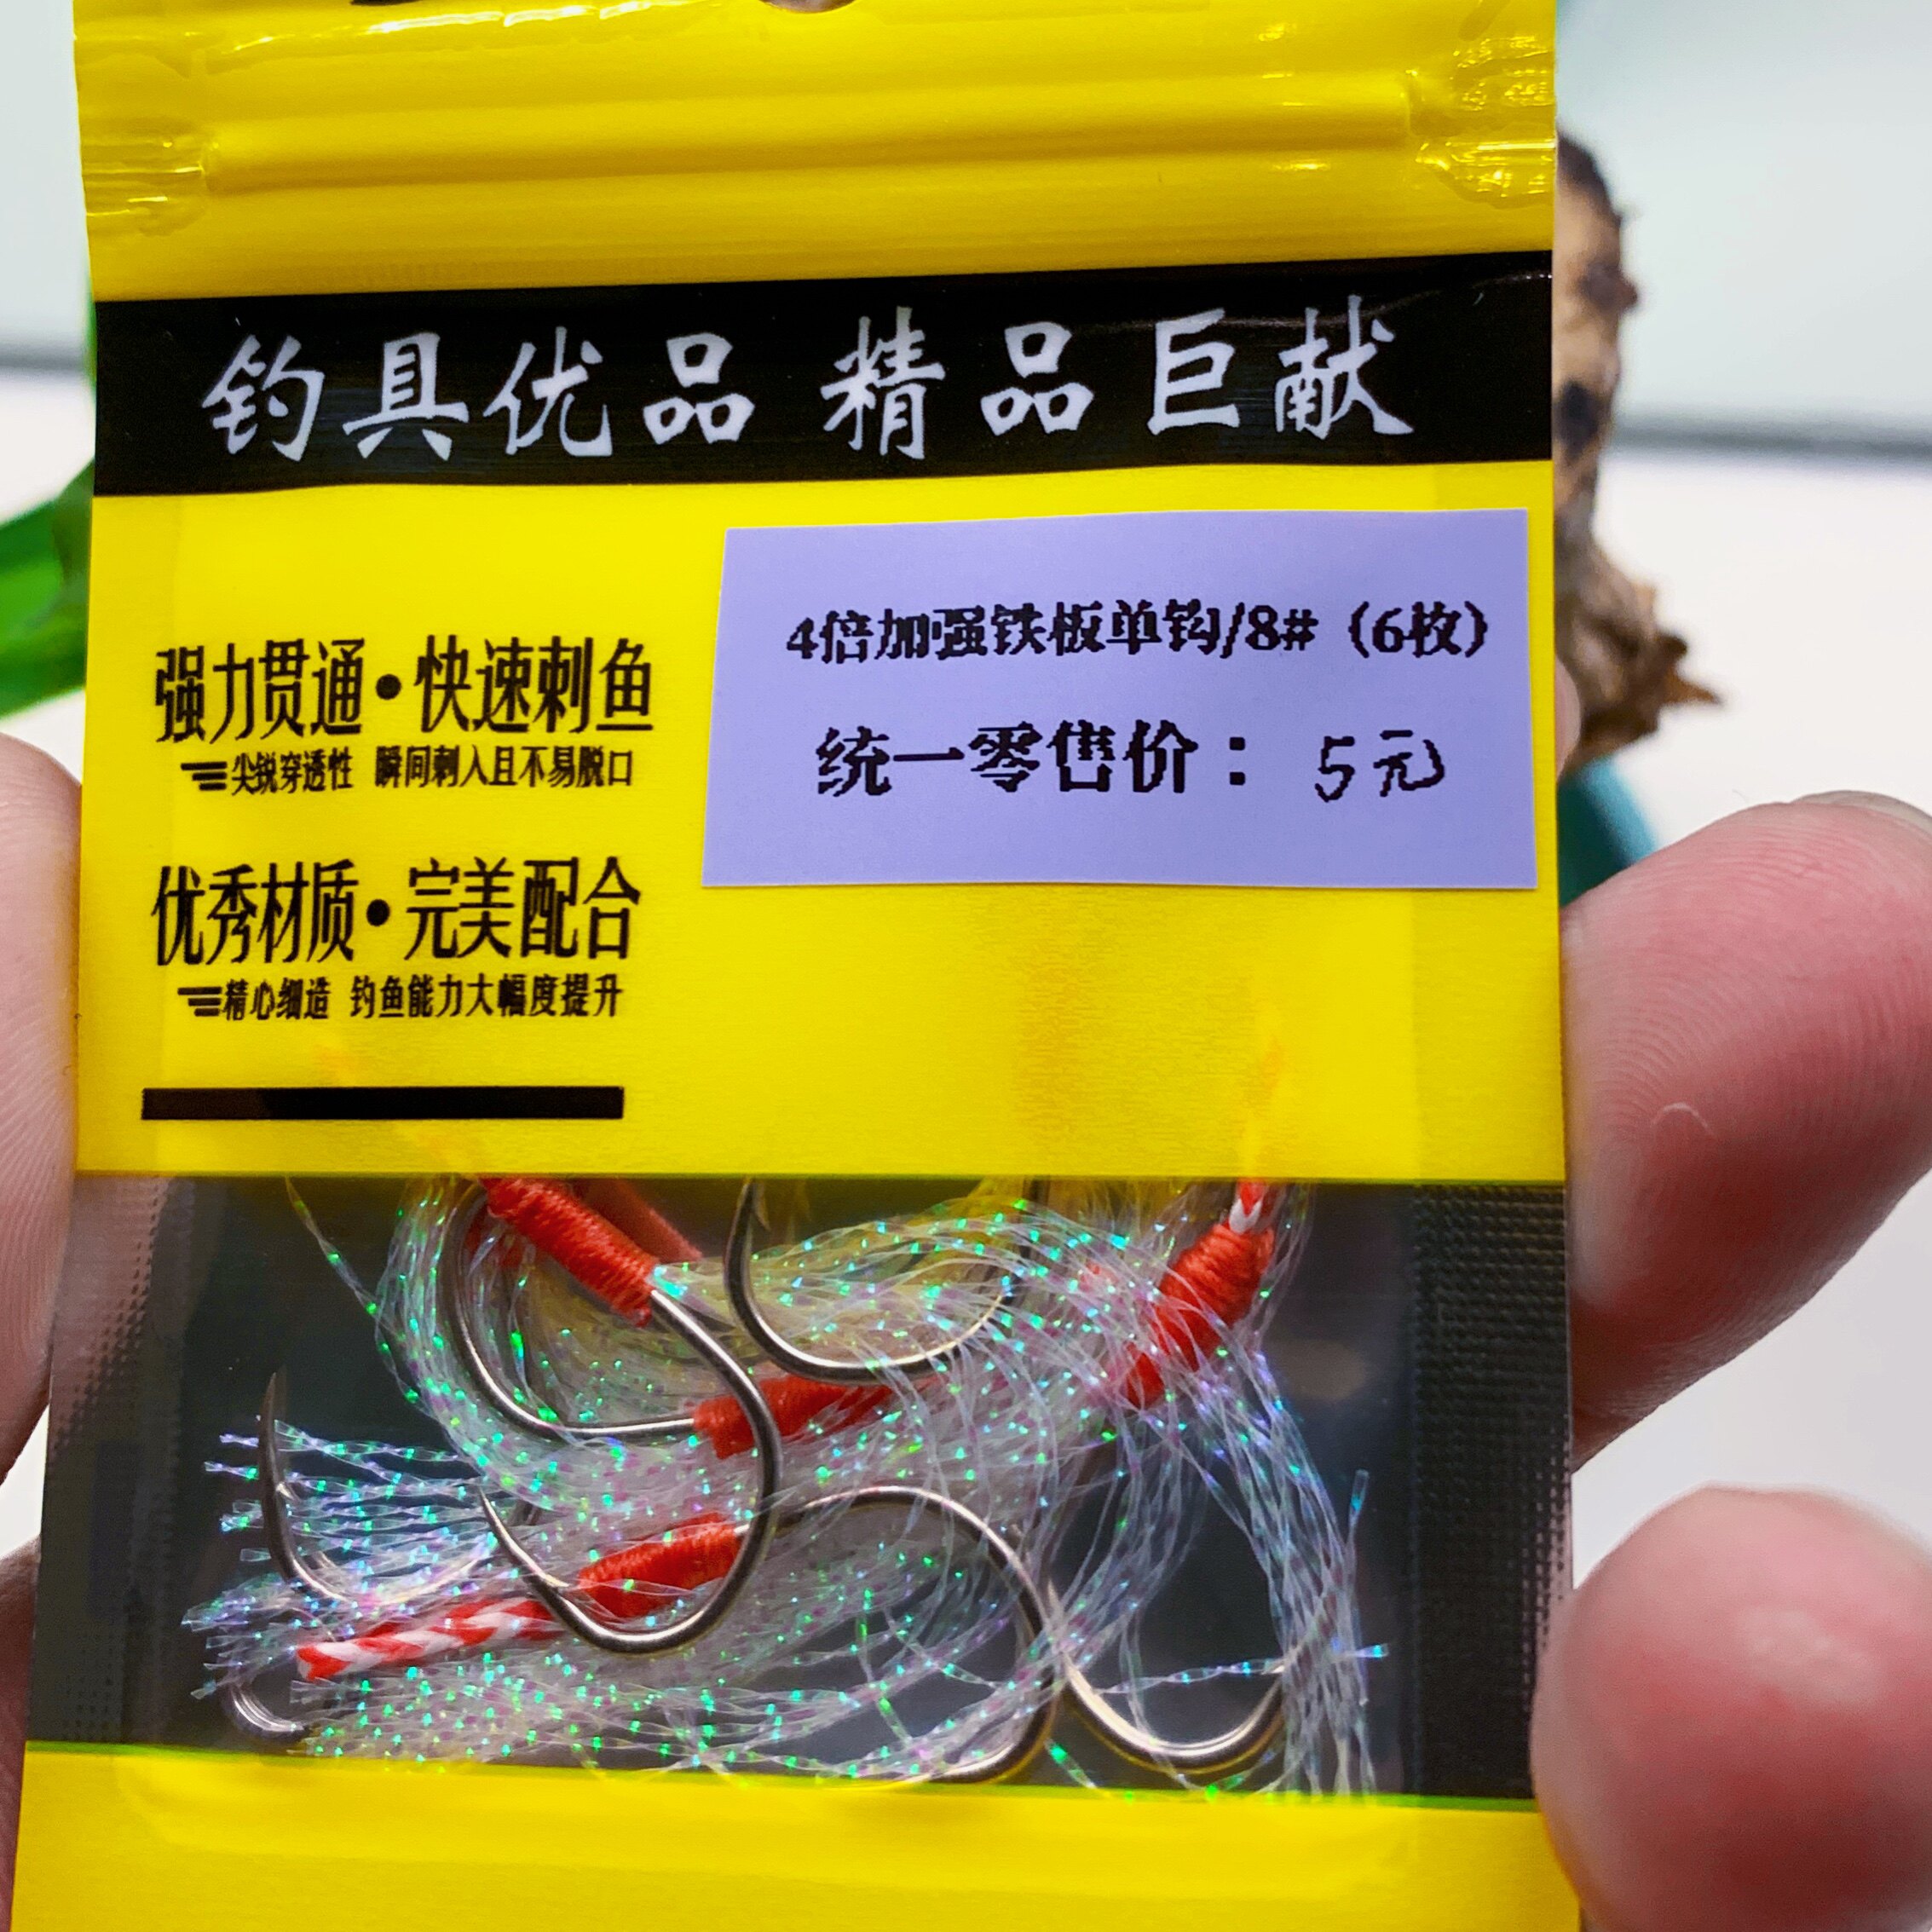 钓具优品 精品巨献
4倍加强铁板单钩/8#（6枚）
统一零售价：5元
强力贯通•快速刺鱼
尖锐穿透性 瞬间刺入且不易脱口
优秀材质•完美配合
精心细造 钓鱼能力大幅度提升